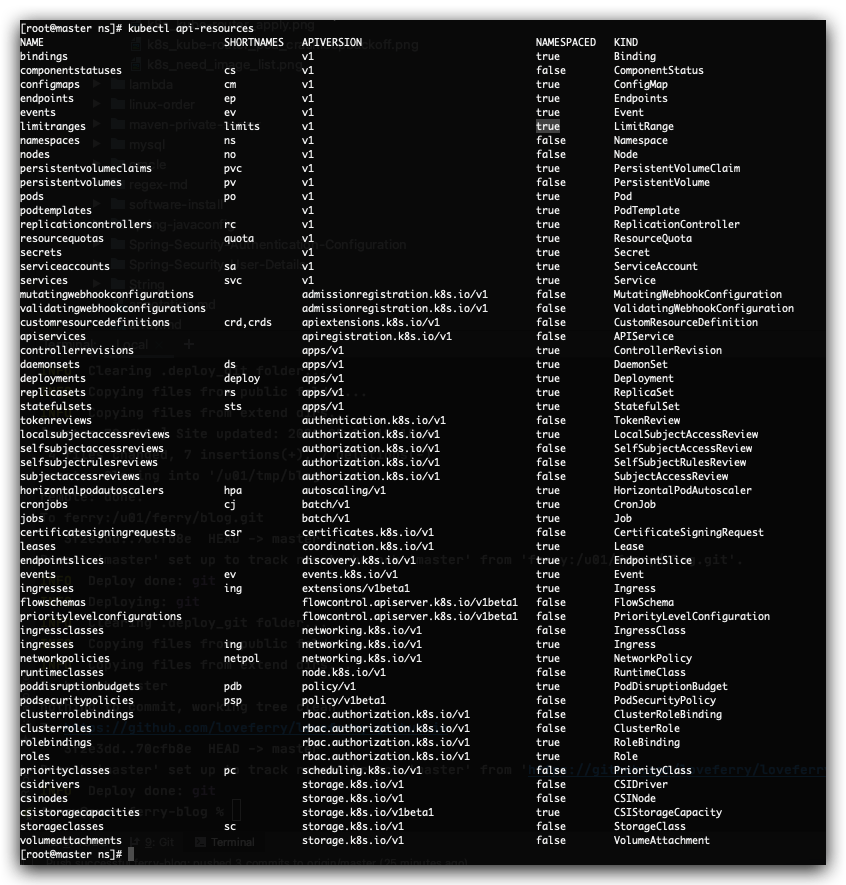 [root@master ns]# kubectl api-resources
NAME SHORTNAMES APIVERSION NAMESPACED KIND
bindings v1 true Binding
componentstatuses cs v1 false ComponentStatus
configmaps cm v1 true ConfigMap
endpoints ep v1 true Endpoints
events ev v1 true Event
limitranges limits v1 true LimitRange
namespaces ns v1 false Namespace
nodes no v1 false Node
persistentvolumeclaims pvc v1 true PersistentVolumeClaim
persistentvolumes pv v1 false PersistentVolume
pods po v1 true Pod
podtemplates v1 true PodTemplate
replicationcontrollers rc v1 true ReplicationController
resourcequotas quota v1 true ResourceQuota
secrets v1 true Secret
serviceaccounts sa v1 true ServiceAccount
services svc v1 true Service
mutatingwebhookconfigurations admissionregistration.k8s.io/v1 false MutatingWebhookConfiguration
validatingwebhookconfigurations admissionregistration.k8s.io/v1 false ValidatingWebhookConfiguration
customresourcedefinitions crd,crds apiextensions.k8s.io/v1 false CustomResourceDefinition
apiservices apiregistration.k8s.io/v1 false APIService
controllerrevisions apps/v1 true ControllerRevision
daemonsets ds apps/v1 true DaemonSet
deployments deploy apps/v1 true Deployment
replicasets rs apps/v1 true ReplicaSet
statefulsets sts apps/v1 true StatefulSet
tokenreviews authentication.k8s.io/v1 false TokenReview
localsubjectaccessreviews authorization.k8s.io/v1 true LocalSubjectAccessReview
selfsubjectaccessreviews authorization.k8s.io/v1 false SelfSubjectAccessReview
selfsubjectrulesreviews authorization.k8s.io/v1 false SelfSubjectRulesReview
subjectaccessreviews authorization.k8s.io/v1 false SubjectAccessReview
horizontalpodautoscalers hpa autoscaling/v1 true HorizontalPodAutoscaler
cronjobs cj batch/v1 true CronJob
jobs batch/v1 true Job
certificatesigningrequests csr certificates.k8s.io/v1 false CertificateSigningRequest
leases coordination.k8s.io/v1 true Lease
endpointslices discovery.k8s.io/v1 true EndpointSlice
events ev events.k8s.io/v1 true Event
ingresses ing extensions/v1beta1 true Ingress
flowschemas flowcontrol.apiserver.k8s.io/v1beta1 false FlowSchema
prioritylevelconfigurations flowcontrol.apiserver.k8s.io/v1beta1 false PriorityLevelConfiguration
ingressclasses networking.k8s.io/v1 false IngressClass
ingresses ing networking.k8s.io/v1 true Ingress
networkpolicies netpol networking.k8s.io/v1 true NetworkPolicy
runtimeclasses node.k8s.io/v1 false RuntimeClass
poddisruptionbudgets pdb policy/v1 true PodDisruptionBudget
podsecuritypolicies psp policy/v1beta1 false PodSecurityPolicy
clusterrolebindings rbac.authorization.k8s.io/v1 false ClusterRoleBinding
clusterroles rbac.authorization.k8s.io/v1 false ClusterRole
rolebindings rbac.authorization.k8s.io/v1 true RoleBinding
roles rbac.authorization.k8s.io/v1 true Role
priorityclasses pc scheduling.k8s.io/v1 false PriorityClass
csidrivers storage.k8s.io/v1 false CSIDriver
csinodes storage.k8s.io/v1 false CSINode
csistoragecapacities storage.k8s.io/v1beta1 true CSIStorageCapacity
storageclasses sc storage.k8s.io/v1 false StorageClass
volumeattachments storage.k8s.io/v1 false VolumeAttachment
[root@master ns]#